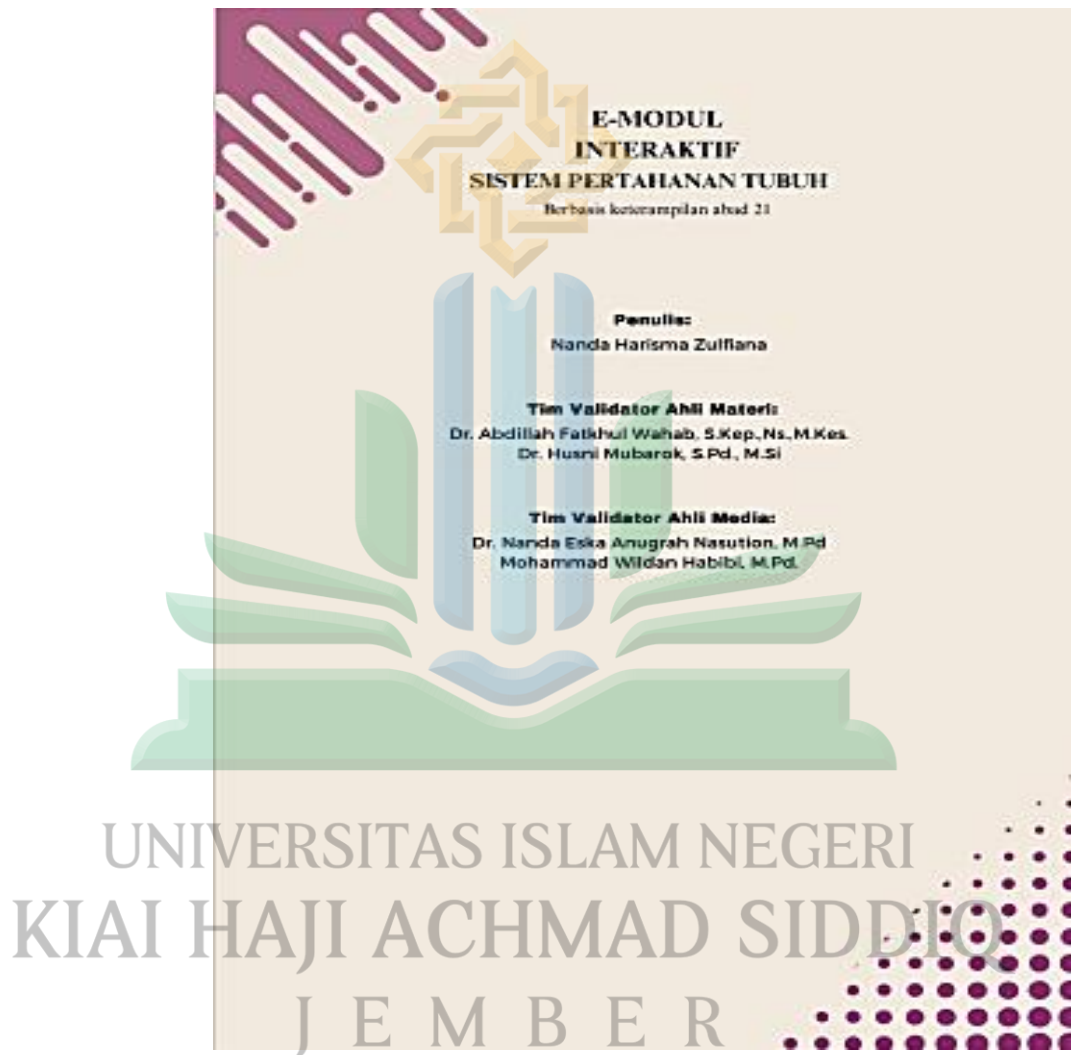 E-MODUL
INTERAKTIF
SISTEM PERTAHANAN TUBUH
Berbasis keterampilan abad 21
Penulis:
Nanda Harisma Zulfiana
Tim Validator Ahli Materi:
Dr. Abdillah Fatkhul Wahab, S.Kep.,Ns.,M.Kes.
Dr. Husni Mubarok, S.Pd., M.Si
Tim Validator Ahli Media:
Dr. Nanda Eska Anugrah Nasution, M.Pd
Mohammad Wildan Habibi, M.Pd.
UNIVERSITAS ISLAM NEGERI
KIAI HAJI ACHMAD SIDDIQ
JEMBER